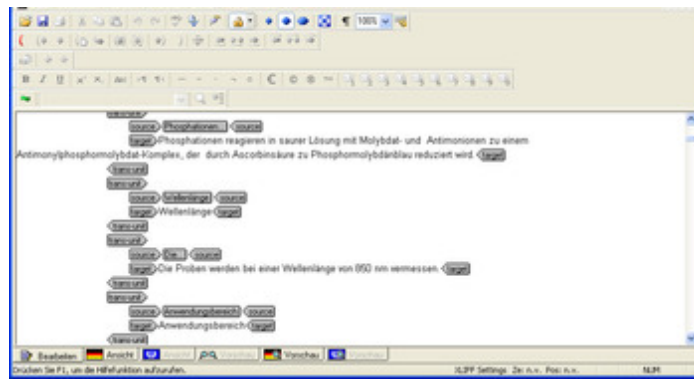 100%
trans-unit
source Phosphationen...] source
target Phosphationen reagieren in saurer Lösung mit Molybdat- und Antimonionen zu einem
Antimonylphosphormolybdat-Komplex, der durch Ascorbinsäure zu Phosphormolybdänblau reduziert wird. target
trans-unit
trans-unit
source Wellenlänge source
target Wellenlänge target
trans-unit
trans-unit
source Die...] source
target Die Proben werden bei einer Wellenlänge von 850 nm vermessen. target
trans-unit
trans-unit
source Anwendungsbereich source
target Anwendungsbereich target
trans-unit
Bearbeiten Ansicht Ansicht Vorschau Vorschau Vorschau
Drücken Sie F1, um die Hilfefunktion aufzurufen. XLIFF Settings Ze: n.v. Pos: n.v. NUM